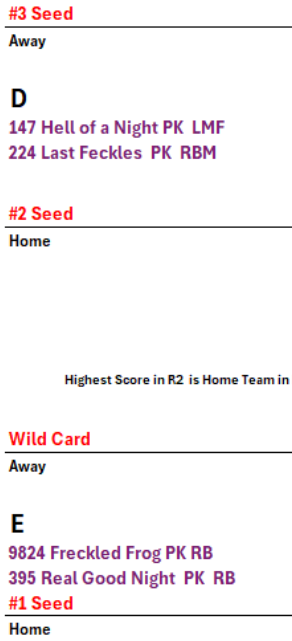 #3 Seed
Away
D
147 Hell of a Night PK LMF
224 Last Feckles PK RBM
#2 Seed
Home
Highest Score in R2 is Home Team in
Wild Card
Away
E
9824 Freckled Frog PK RB
395 Real Good Night PK RB
#1 Seed
Home